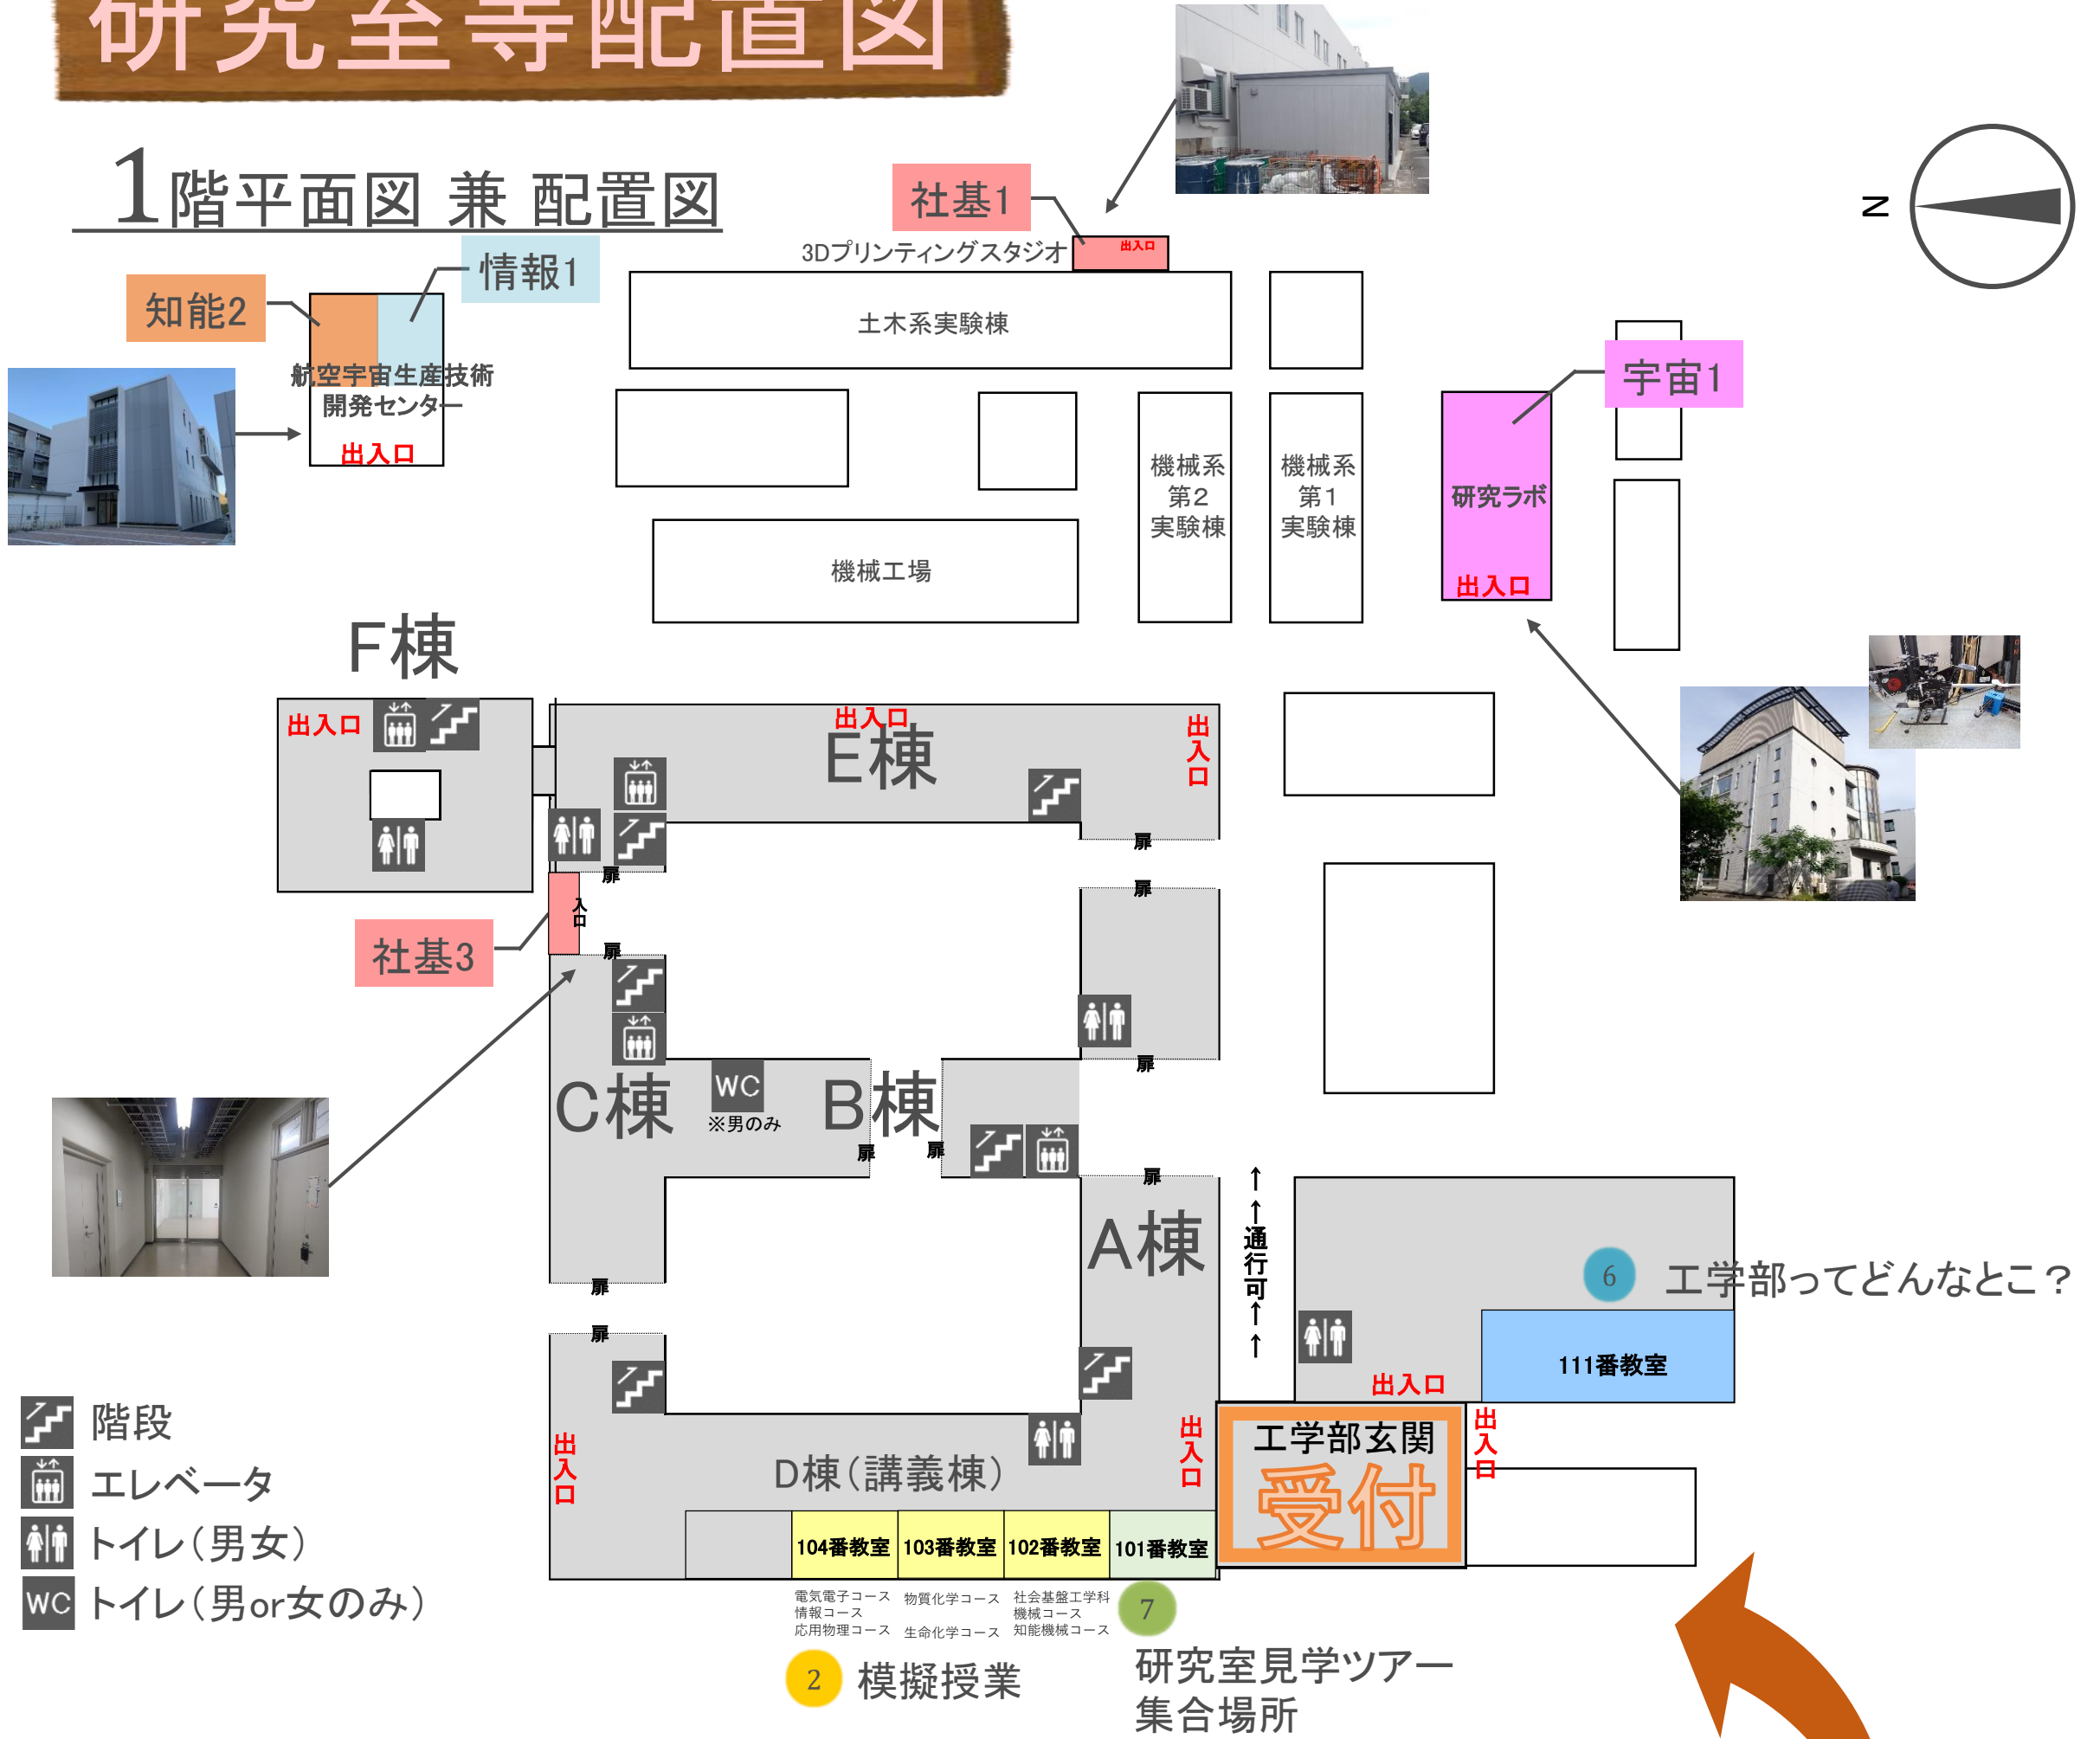 研究室等配置図
1階平面図 兼 配置図
N
社基1
3Dプリンティングスタジオ
出入口
情報1
知能2
航空宇宙生産技術
開発センター
出入口
土木系実験棟
宇宙1
機械系
第2
実験棟
機械系
第1
実験棟
研究ラボ
出入口
機械工場
F棟
出入口
出入口
E棟
出入口
扉
扉
扉
入口
社基3
扉
扉
C棟
WC
※男のみ
B棟
扉
扉
扉
A棟
↑
↑
通行可
↑
↑
6
工学部ってどんなとこ？
扉
扉
111番教室
出入口
出入口
工学部玄関
受付
出入口
出入口
D棟（講義棟）
104番教室
103番教室
102番教室
101番教室
電気電子コース
情報コース
応用物理コース
物質化学コース
生命化学コース
社会基盤工学科
機械コース
知能機械コース
7
研究室見学ツアー
集合場所
2
模擬授業
階段
エレベータ
トイレ（男女）
WC
トイレ（男or女のみ）